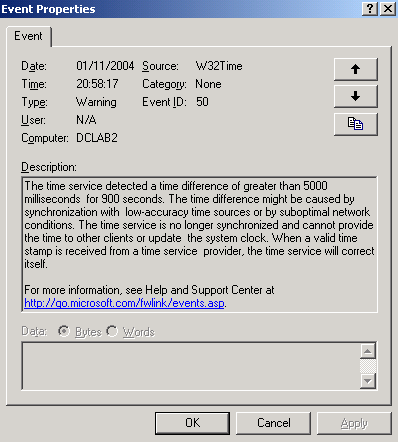 Event Properties
Event
Date: 01/11/2004 Source: W32Time
Time: 20:58:17 Category: None
Type: Warning Event ID: 50
User: N/A
Computer: DCLAB2
Description:
The time service detected a time difference of greater than 5000
milliseconds for 900 seconds. The time difference might be caused by
synchronization with low-accuracy time sources or by suboptimal network
conditions. The time service is no longer synchronized and cannot provide
the time to other clients or update the system clock. When a valid time
stamp is received from a time service provider, the time service will correct
itself.
For more information, see Help and Support Center at
http://go.microsoft.com/fwlink/events.asp.
Data: Bytes Words
OK Cancel Apply